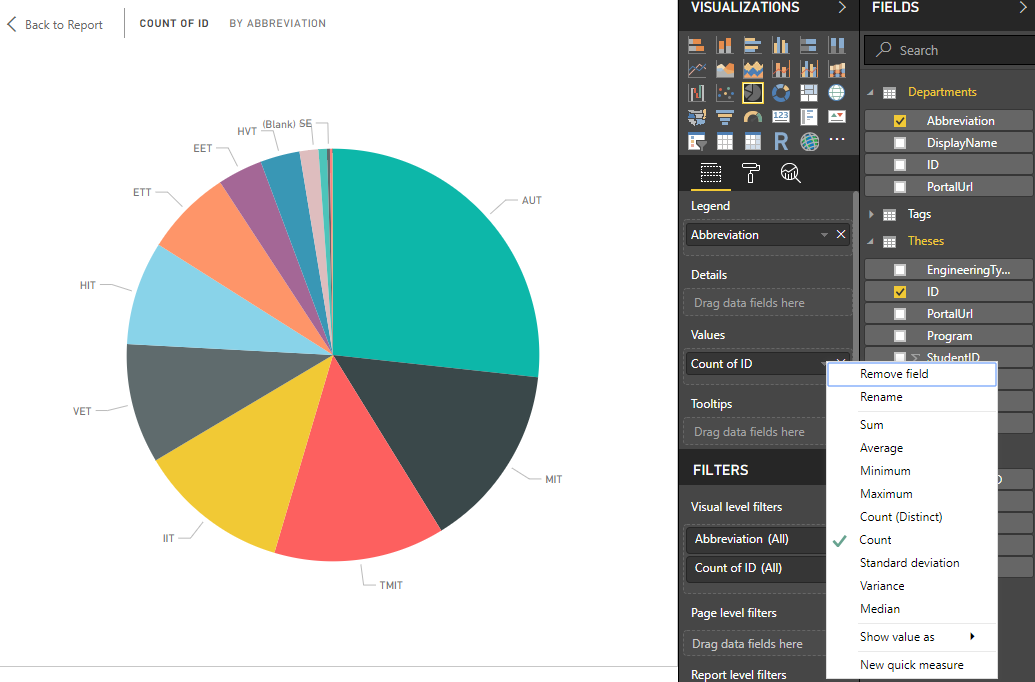 Back to Report
COUNT OF ID BY ABBREVIATION
(Blank) SE
HVT
EET
ETT
AUT
HIT
VET
MIT
IIT
TMIT
VISUALIZATIONS
123
R
Legend
Abbreviation
Details
Drag data fields here
Values
Count of ID
Tooltips
Drag data fields here
FILTERS
Visual level filters
Abbreviation (All)
Count of ID (All)
Page level filters
Drag data fields here
Report level filters
Remove field
Rename
Sum
Average
Minimum
Maximum
Count (Distinct)
Count
Standard deviation
Variance
Median
Show value as
New quick measure
FIELDS
Search
Departments
Abbreviation
DisplayName
ID
PortalUrl
Tags
Theses
EngineeringTy...
ID
PortalUrl
Program
Σ StudentID